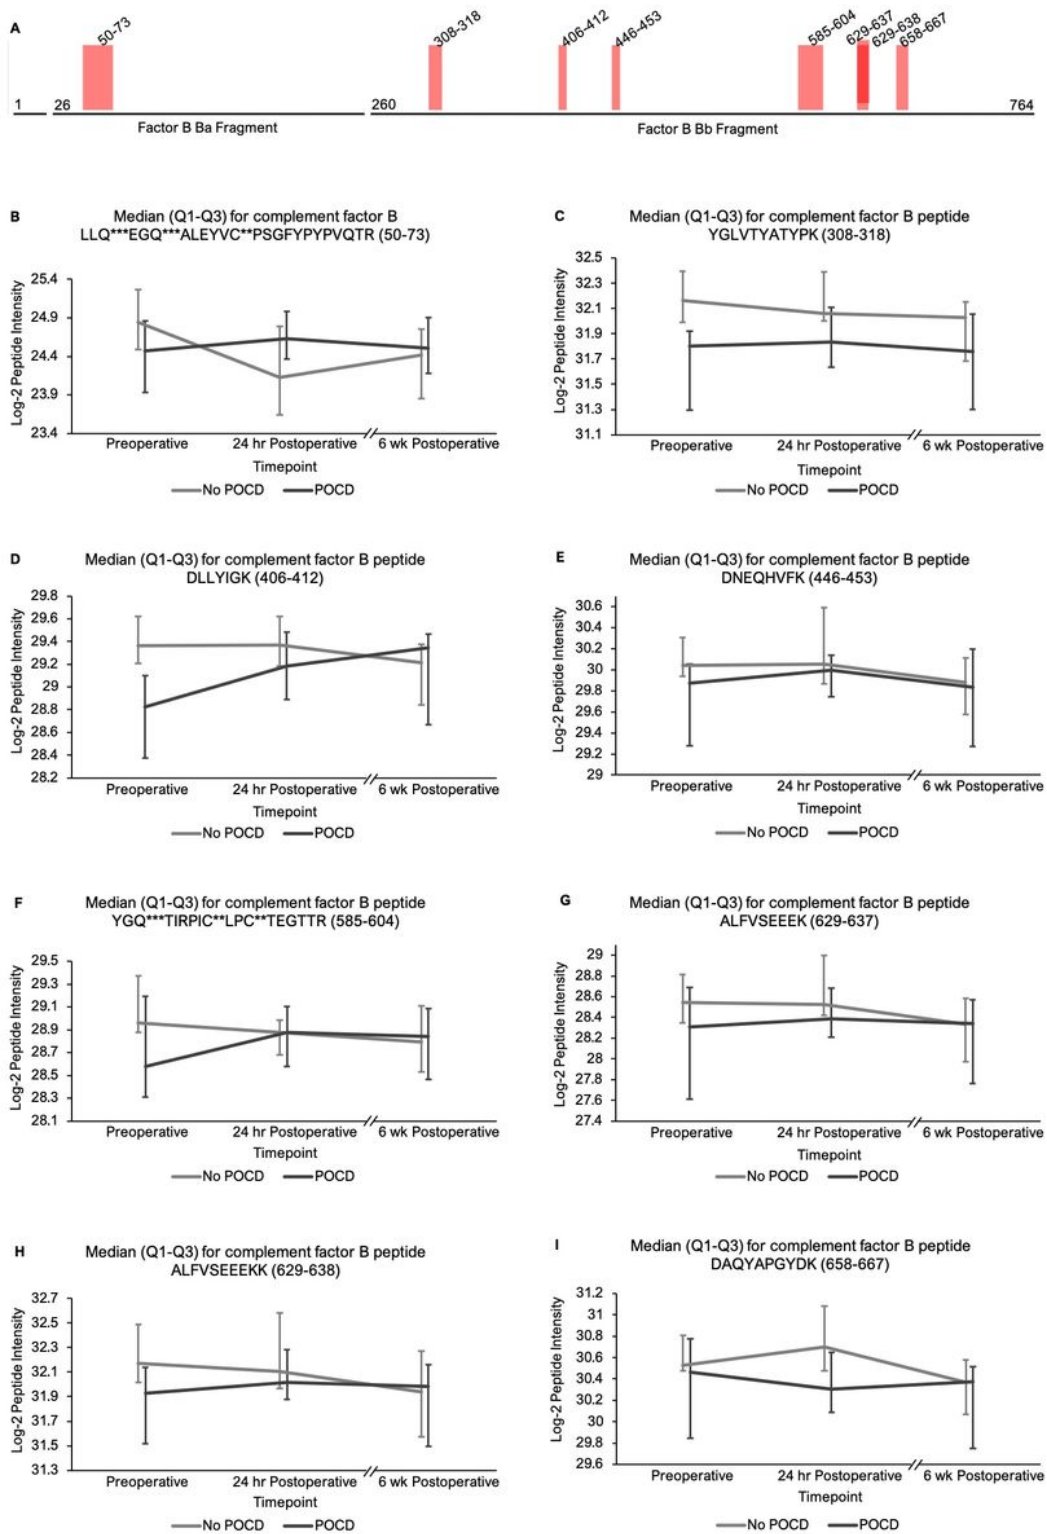 A
50-73
308-318
406-412
446-453
585-604
629-637
629-638
658-667
1
26
260
764
Factor B Ba Fragment
Factor B Bb Fragment
B
Median (Q1-Q3) for complement factor B
LLQ***EGQ***ALEYVC**PSGFYPYPVQTR (50-73)
Log-2 Peptide Intensity
25.4
24.9
24.4
23.9
23.4
Preoperative
24 hr Postoperative
6 wk Postoperative
Timepoint
No POCD
POCD
C
Median (Q1-Q3) for complement factor B peptide
YGLVTYATYPK (308-318)
Log-2 Peptide Intensity
32.5
32.3
32.1
31.9
31.7
31.5
31.3
31.1
Preoperative
24 hr Postoperative
6 wk Postoperative
Timepoint
No POCD
POCD
D
Median (Q1-Q3) for complement factor B peptide
DLLYIGK (406-412)
Log-2 Peptide Intensity
29.8
29.6
29.4
29.2
29
28.8
28.6
28.4
28.2
Preoperative
24 hr Postoperative
6 wk Postoperative
Timepoint
No POCD
POCD
E
Median (Q1-Q3) for complement factor B peptide
DNEQHVFK (446-453)
Log-2 Peptide Intensity
30.6
30.4
30.2
30
29.8
29.6
29.4
29.2
29
Preoperative
24 hr Postoperative
6 wk Postoperative
Timepoint
No POCD
POCD
F
Median (Q1-Q3) for complement factor B peptide
YGQ***TIRPIC**LPC**TEGTTR (585-604)
Log-2 Peptide Intensity
29.5
29.3
29.1
28.9
28.7
28.5
28.3
28.1
Preoperative
24 hr Postoperative
6 wk Postoperative
Timepoint
No POCD
POCD
G
Median (Q1-Q3) for complement factor B peptide
ALFVSEEEK (629-637)
Log-2 Peptide Intensity
29
28.8
28.6
28.4
28.2
28
27.8
27.6
27.4
Preoperative
24 hr Postoperative
6 wk Postoperative
Timepoint
No POCD
POCD
H
Median (Q1-Q3) for complement factor B peptide
ALFVSEEEKK (629-638)
Log-2 Peptide Intensity
32.7
32.5
32.3
32.1
31.9
31.7
31.5
31.3
Preoperative
24 hr Postoperative
6 wk Postoperative
Timepoint
No POCD
POCD
I
Median (Q1-Q3) for complement factor B peptide
DAQYAPGYDK (658-667)
Log-2 Peptide Intensity
31.2
31
30.8
30.6
30.4
30.2
30
29.8
29.6
Preoperative
24 hr Postoperative
6 wk Postoperative
Timepoint
No POCD
POCD